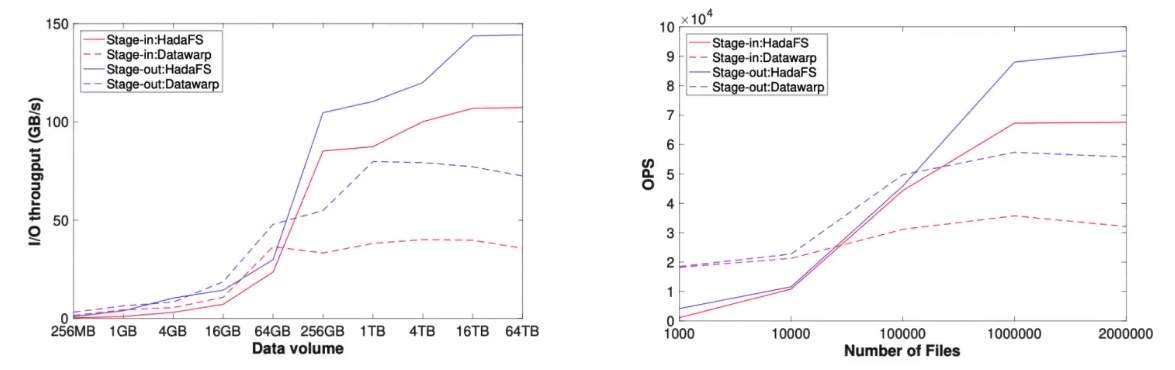 150
100
50
0
I/O througput (GB/s)
Stage-in:HadaFS
Stage-in:Datawarp
Stage-out:HadaFS
Stage-out:Datawarp
256MB 1GB 4GB 16GB 64GB 256GB 1TB 4TB 16TB 64TB
Data volume
×10^4
10
9
8
7
6
5
4
3
2
1
0
OPS
Stage-in:HadaFS
Stage-in:Datawarp
Stage-out:HadaFS
Stage-out:Datawarp
1000 10000 100000 1000000 2000000
Number of Files